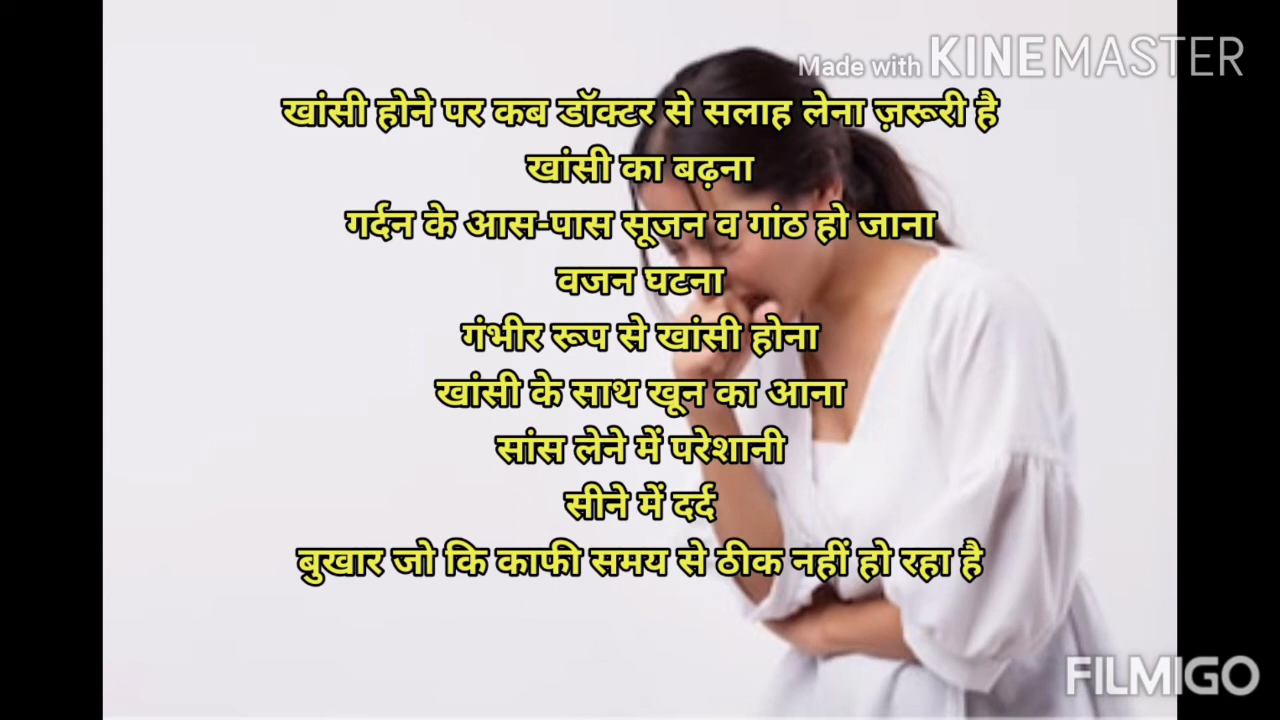 Made with KINEMASTER
खांसी होने पर कब डॉक्टर से सलाह लेना ज़रूरी है
खांसी का बढ़ना
गर्दन के आस-पास सूजन व गांठ हो जाना
वजन घटना
गंभीर रूप से खांसी होना
खांसी के साथ खून का आना
सांस लेने में परेशानी
सीने में दर्द
बुखार जो कि काफी समय से ठीक नहीं हो रहा है
FILMIGO